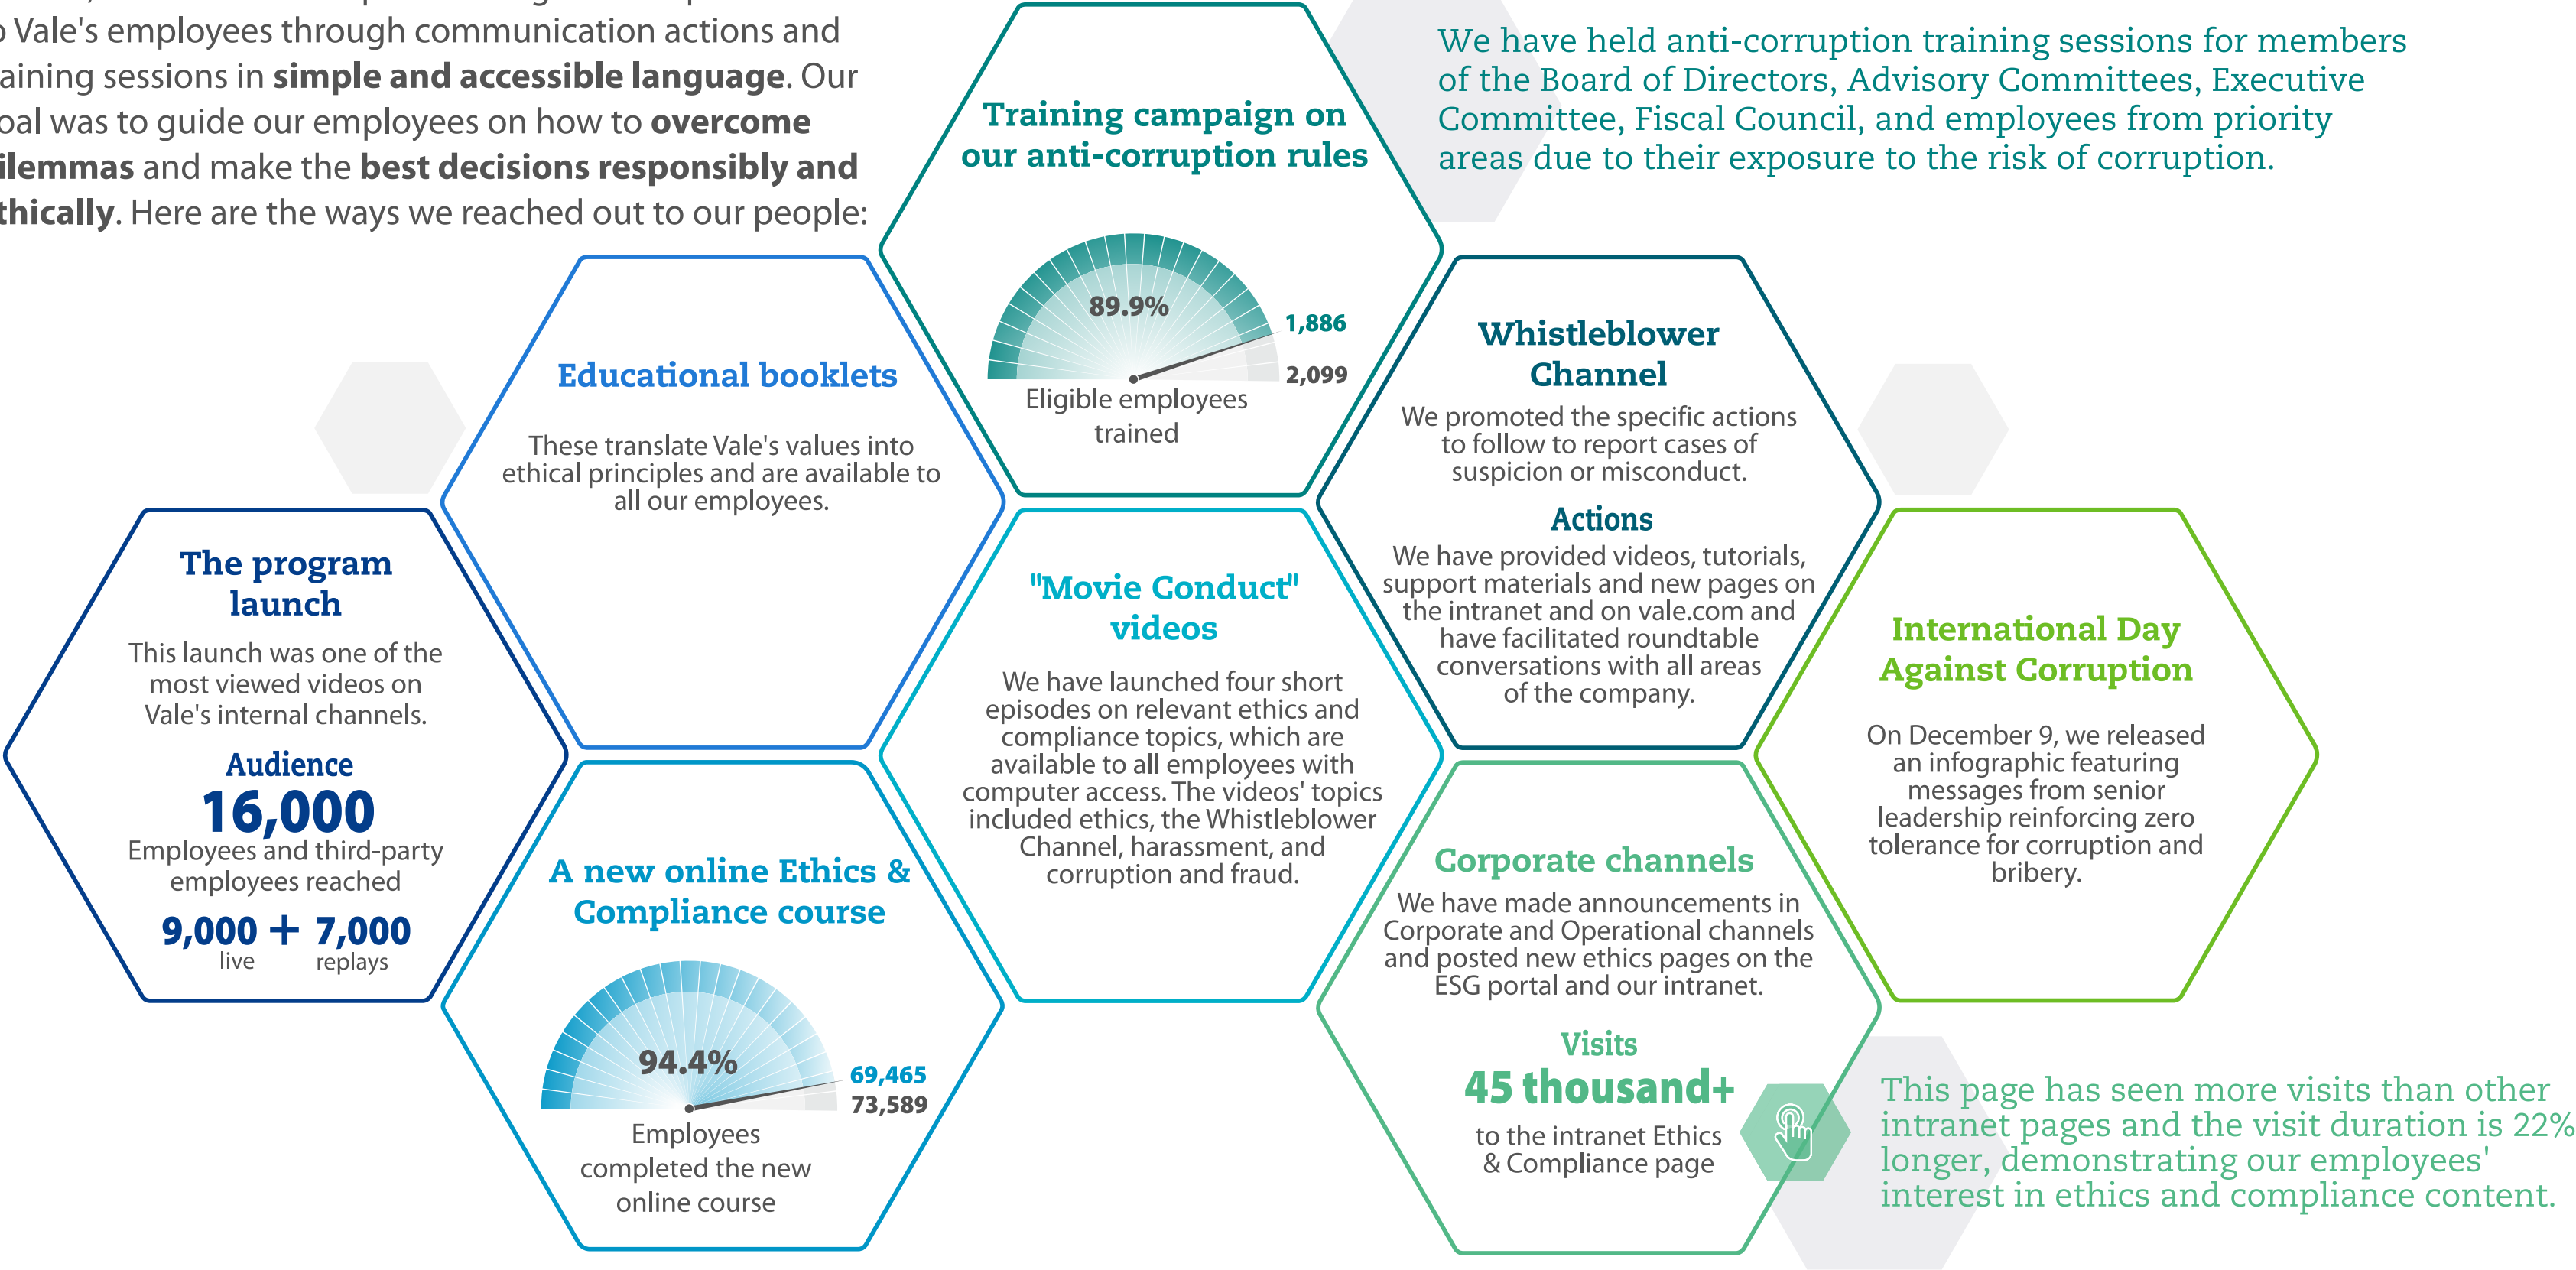 Vale's employees through communication actions and
sessions in simple and accessible language. Our
was to guide our employees on how to overcome
and make the best decisions responsibly and
. Here are the ways we reached out to our people:
We have held anti-corruption training sessions for members
of the Board of Directors, Advisory Committees, Executive
Committee, Fiscal Council, and employees from priority
areas due to their exposure to the risk of corruption.
Training campaign on
our anti-corruption rules
89.9%
1,886
2,099
Eligible employees
trained
Educational booklets
These translate Vale's values into
ethical principles and are available to
all our employees.
Whistleblower
Channel
We promoted the specific actions
to follow to report cases of
suspicion or misconduct.
Actions
We have provided videos, tutorials,
support materials and new pages on
the intranet and on vale.com and
have facilitated roundtable
conversations with all areas
of the company.
The program
launch
This launch was one of the
most viewed videos on
Vale's internal channels.
Audience
16,000
Employees and third-party
employees reached
9,000 + 7,000
live replays
"Movie Conduct"
videos
We have launched four short
episodes on relevant ethics and
compliance topics, which are
available to all employees with
computer access. The videos' topics
included ethics, the Whistleblower
Channel, harassment, and
corruption and fraud.
International Day
Against Corruption
On December 9, we released
an infographic featuring
messages from senior
leadership reinforcing zero
tolerance for corruption and
bribery.
A new online Ethics &
Compliance course
94.4%
69,465
73,589
Employees
completed the new
online course
Corporate channels
We have made announcements in
Corporate and Operational channels
and posted new ethics pages on the
ESG portal and our intranet.
Visits
45 thousand+
to the intranet Ethics
& Compliance page
This page has seen more visits than other
intranet pages and the visit duration is 22%
longer, demonstrating our employees'
interest in ethics and compliance content.